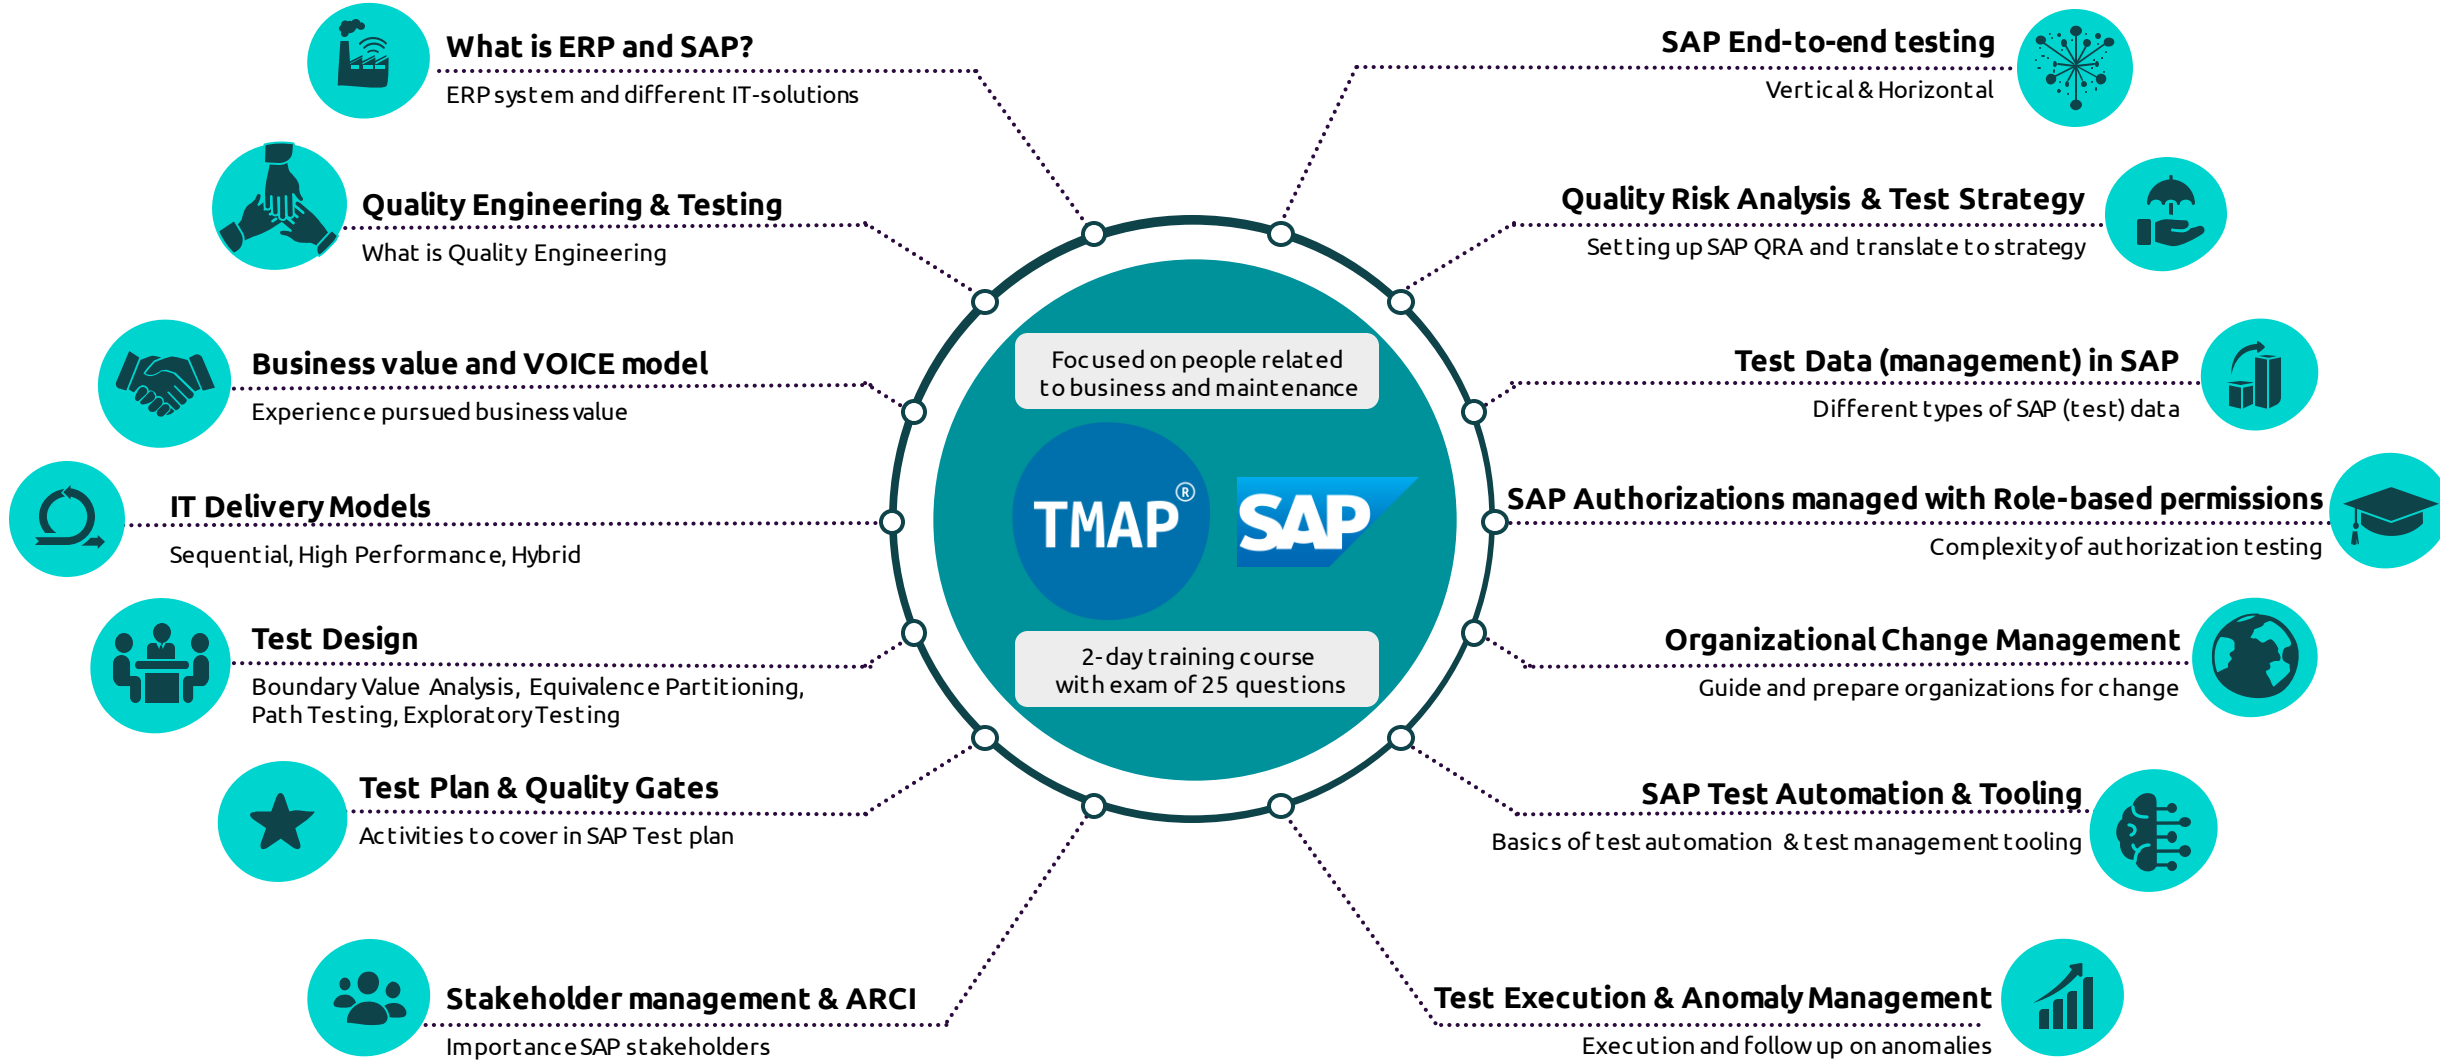 What is ERP and SAP?
ERP system and different IT-solutions
Quality Engineering & Testing
What is Quality Engineering
Business value and VOICE model
Experience pursued business value
IT Delivery Models
Sequential, High Performance, Hybrid
Test Design
Boundary Value Analysis, Equivalence Partitioning,
Path Testing, Exploratory Testing
Test Plan & Quality Gates
Activities to cover in SAP Test plan
Stakeholder management & ARCI
Importance SAP stakeholders
Focused on people related
to business and maintenance
TMAP®
SAP
2-day training course
with exam of 25 questions
SAP End-to-end testing
Vertical & Horizontal
Quality Risk Analysis & Test Strategy
Setting up SAP QRA and translate to strategy
Test Data (management) in SAP
Different types of SAP (test) data
SAP Authorizations managed with Role-based permissions
Complexity of authorization testing
Organizational Change Management
Guide and prepare organizations for change
SAP Test Automation & Tooling
Basics of test automation & test management tooling
Test Execution & Anomaly Management
Execution and follow up on anomalies